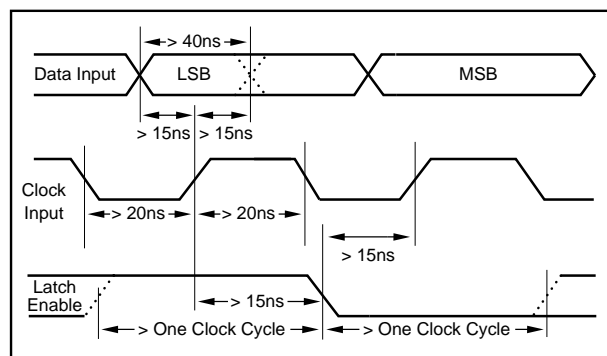 > 40ns
Data Input
LSB
MSB
> 15ns
> 15ns
Clock
Input
> 20ns
> 20ns
> 15ns
Latch
Enable
> 15ns
> One Clock Cycle
> One Clock Cycle